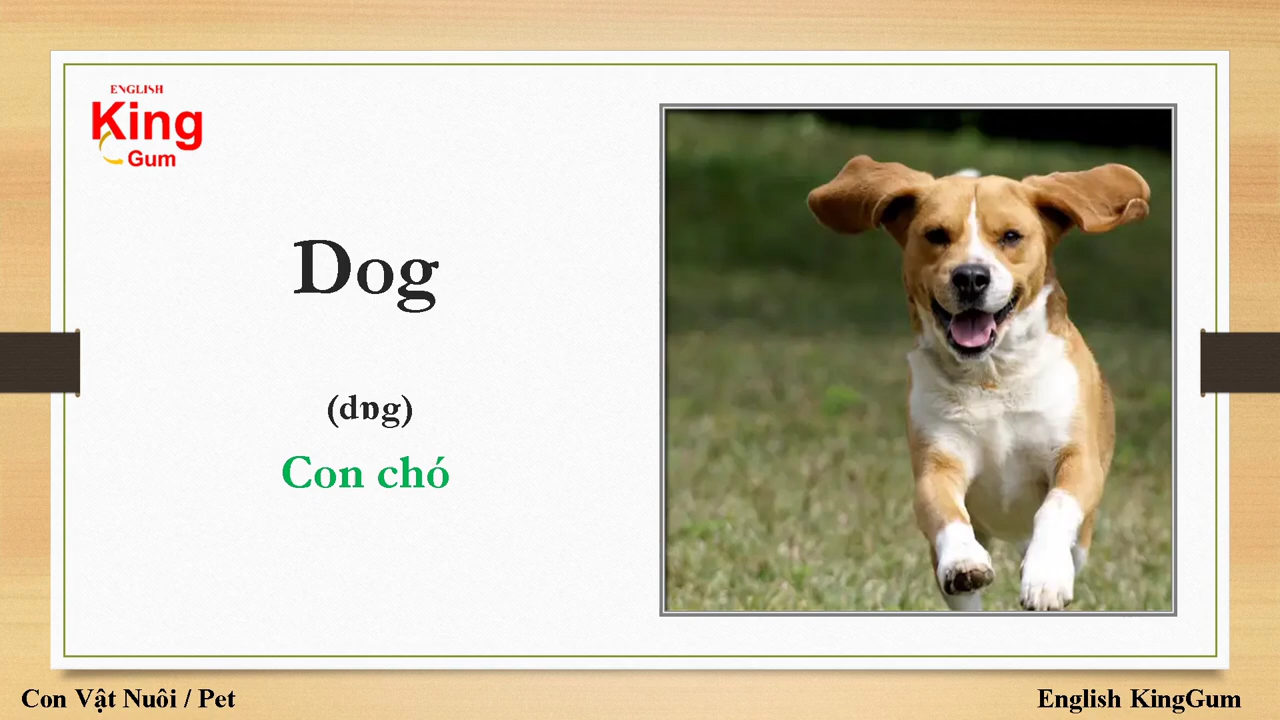 ENGLISH
King
Gum
Dog
(dɒg)
Con chó
Con Vật Nuôi / Pet
English KingGum